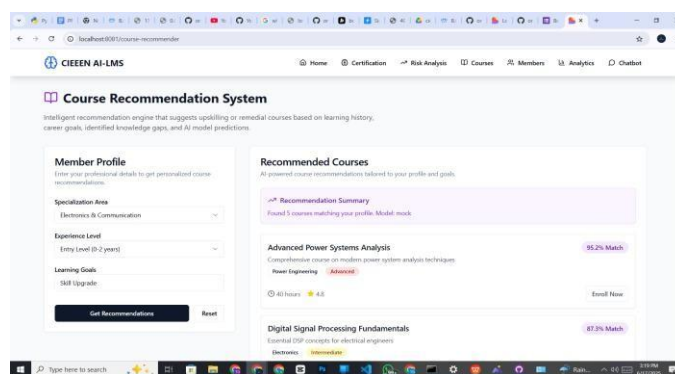 localhost:8081/course-recommender
CIEEEN AI-LMS
Home
Certification
Risk Analysis
Courses
Members
Analytics
Chatbot
Course Recommendation System
Intelligent recommendation engine that suggests upskilling or remedial courses based on learning history,
career goals, identified knowledge gaps, and AI model predictions.
Member Profile
Enter your professional details to get personalized course
recommendations.
Specialization Area
Electronics & Communication
Experience Level
Entry Level (0-2 years)
Learning Goals
Skill Upgrade
Get Recommendations
Reset
Recommended Courses
AI-powered course recommendations tailored to your profile and goals.
Recommendation Summary
Found 5 courses matching your profile. Model: mock
Advanced Power Systems Analysis
95.2% Match
Comprehensive course on modern power system analysis techniques
Power Engineering
Advanced
40 hours
4.8
Enroll Now
Digital Signal Processing Fundamentals
87.3% Match
Essential DSP concepts for electrical engineers
Electronics
Intermediate
Type here to search
Rain...
3:19 PM